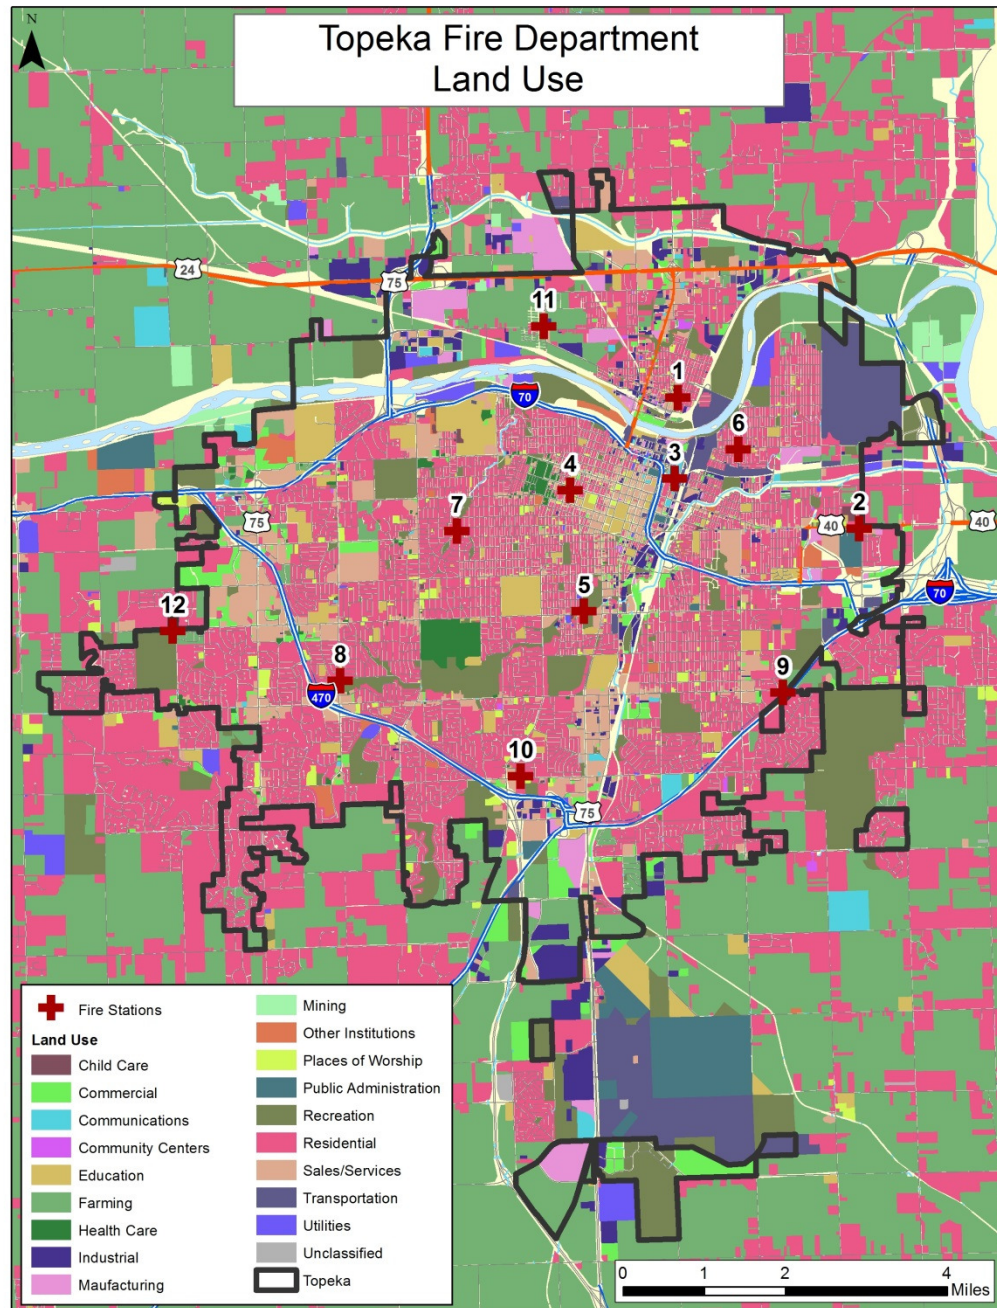 Topeka Fire Department
Land Use
N
24
75
11
1
70
6
3
4
7
75
40
2
40
5
12
70
8
9
470
10
75
Fire Stations
Land Use
Child Care
Commercial
Communications
Community Centers
Education
Farming
Health Care
Industrial
Maufacturing
Mining
Other Institutions
Places of Worship
Public Administration
Recreation
Residential
Sales/Services
Transportation
Utilities
Unclassified
Topeka
0 1 2 4
Miles